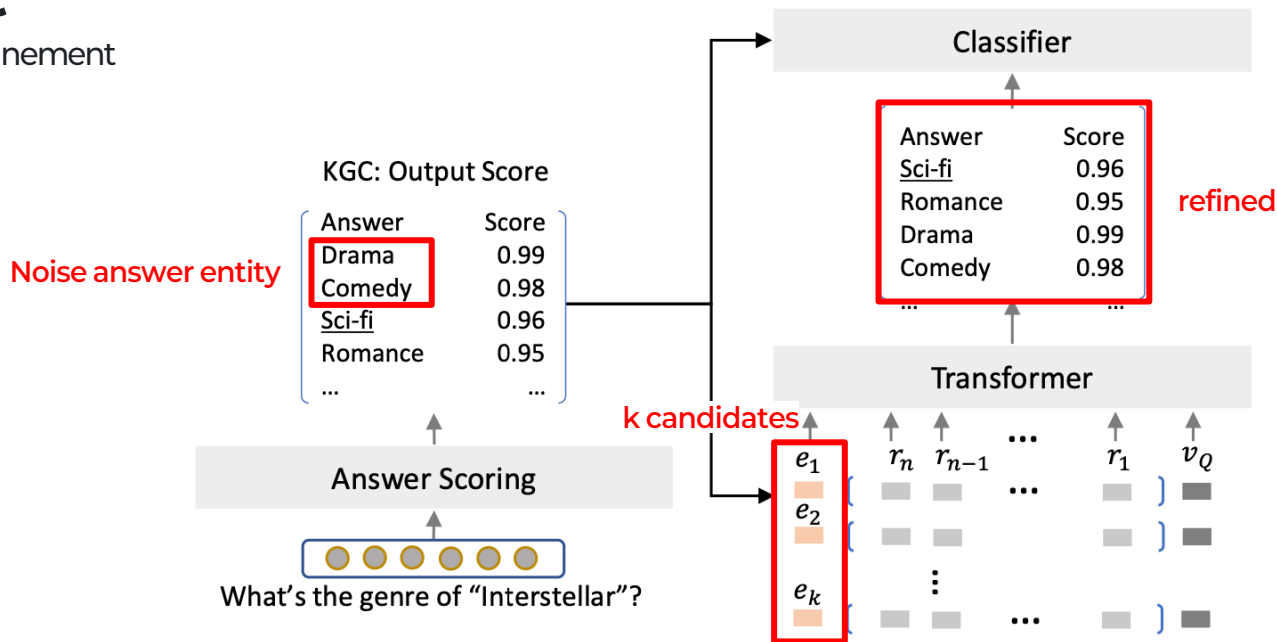 nement
KGC: Output Score
Answer Score
Drama 0.99
Comedy 0.98
Sci-fi 0.96
Romance 0.95
... ...
Noise answer entity
Answer Scoring
What's the genre of “Interstellar”?
Classifier
Answer Score
Sci-fi 0.96
Romance 0.95
Drama 0.99
Comedy 0.98
... ...
refined
Transformer
k candidates
e₁ rₙ rₙ₋₁ ... r₁ v_Q
...
e₂
⋮
eₖ
...